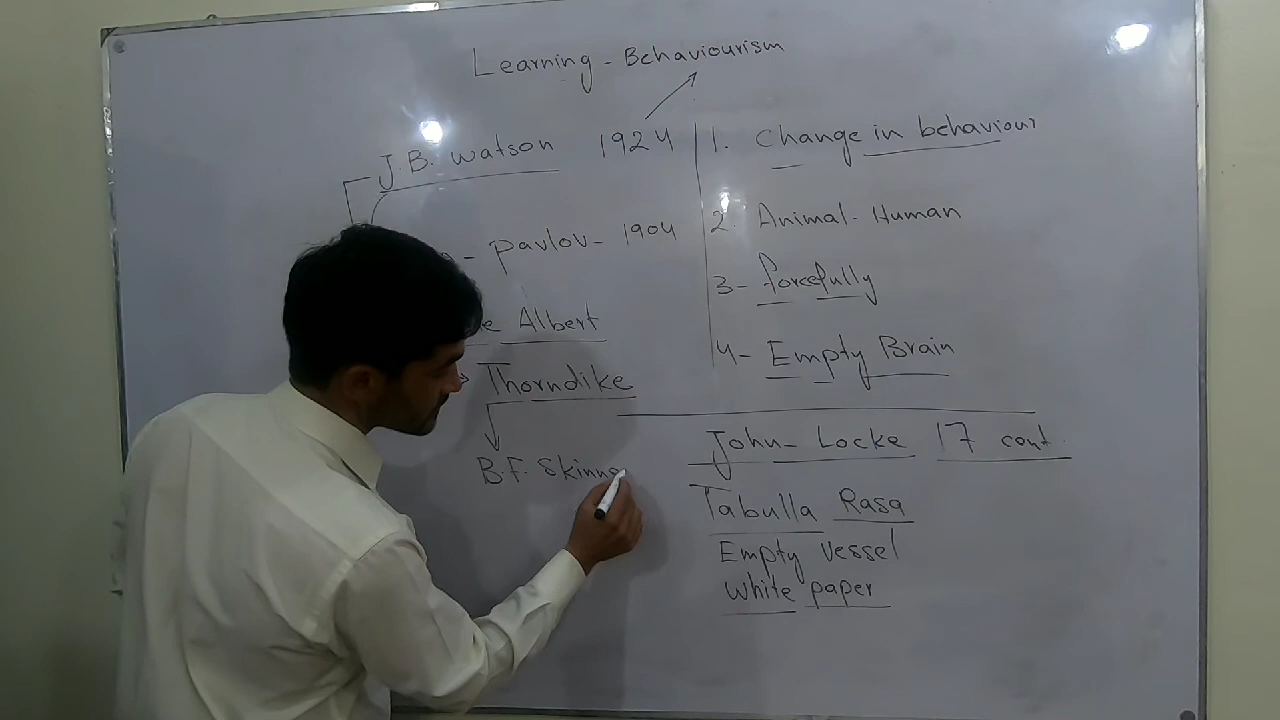 Learning - Behaviourism
J.B. Watson 1924
- Pavlov - 1904
Albert
Thorndike
B.F. Skinne
1. Change in behaviour
2. Animal - Human
3- forcefully
4- Empty Brain
John - Locke 17 cent.
Tabulla Rasa
Empty vessel
white paper